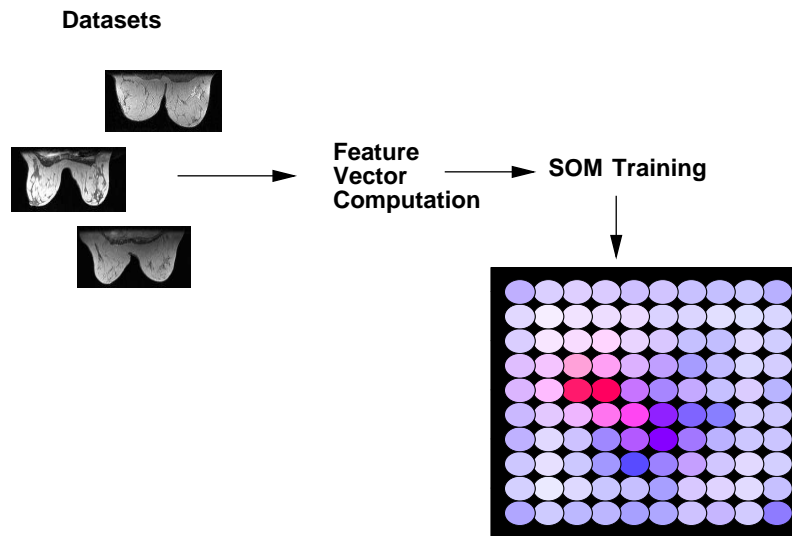 Datasets
Feature
Vector
Computation
SOM Training